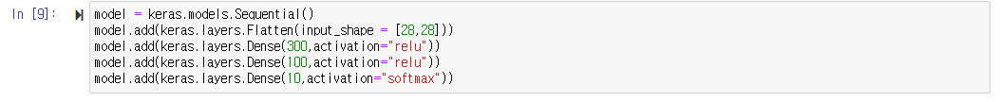 In [9]:
model = keras.models.Sequential()
model.add(keras.layers.Flatten(input_shape = [28,28]))
model.add(keras.layers.Dense(300,activation="relu"))
model.add(keras.layers.Dense(100,activation="relu"))
model.add(keras.layers.Dense(10,activation="softmax"))